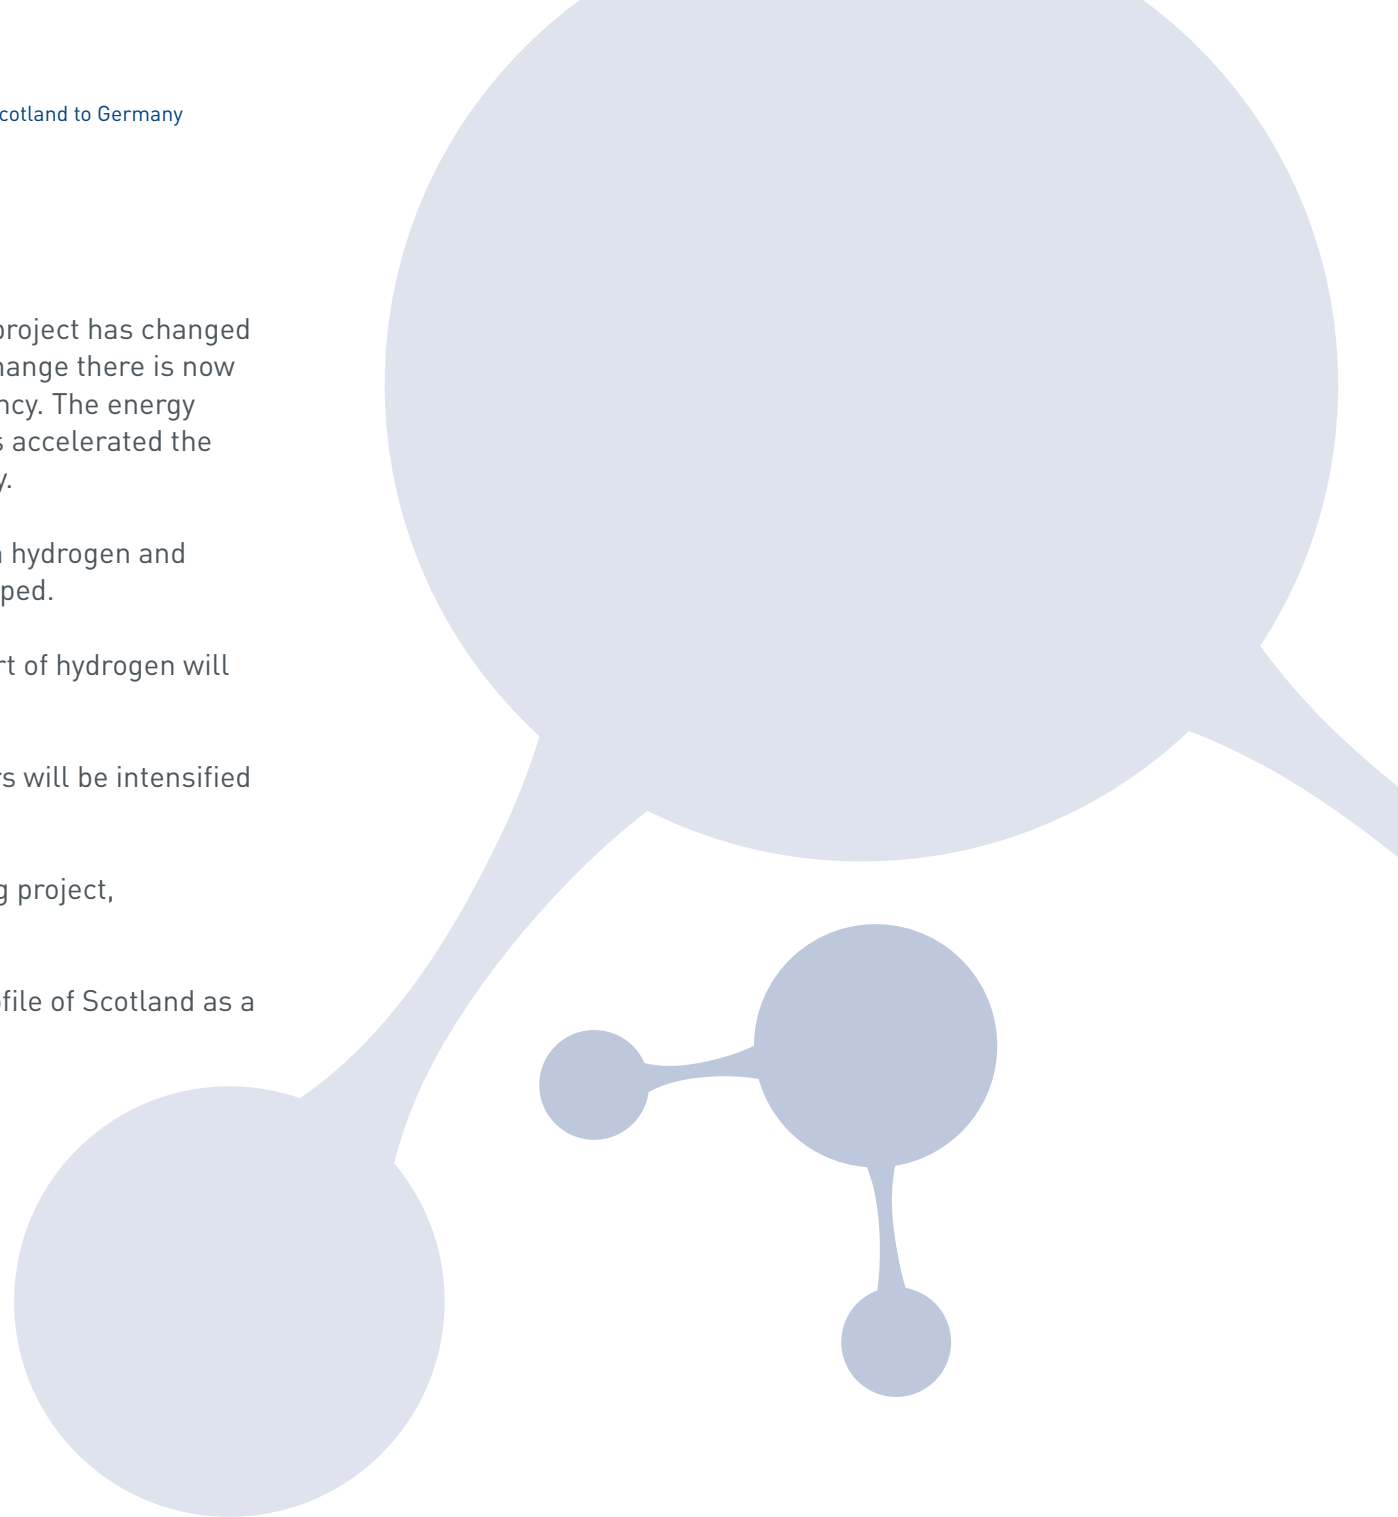 cotland to Germany
project has changed
hange there is now
ncy. The energy
s accelerated the
y.
hydrogen and
ped.
rt of hydrogen will
rs will be intensified
g project,
ofile of Scotland as a